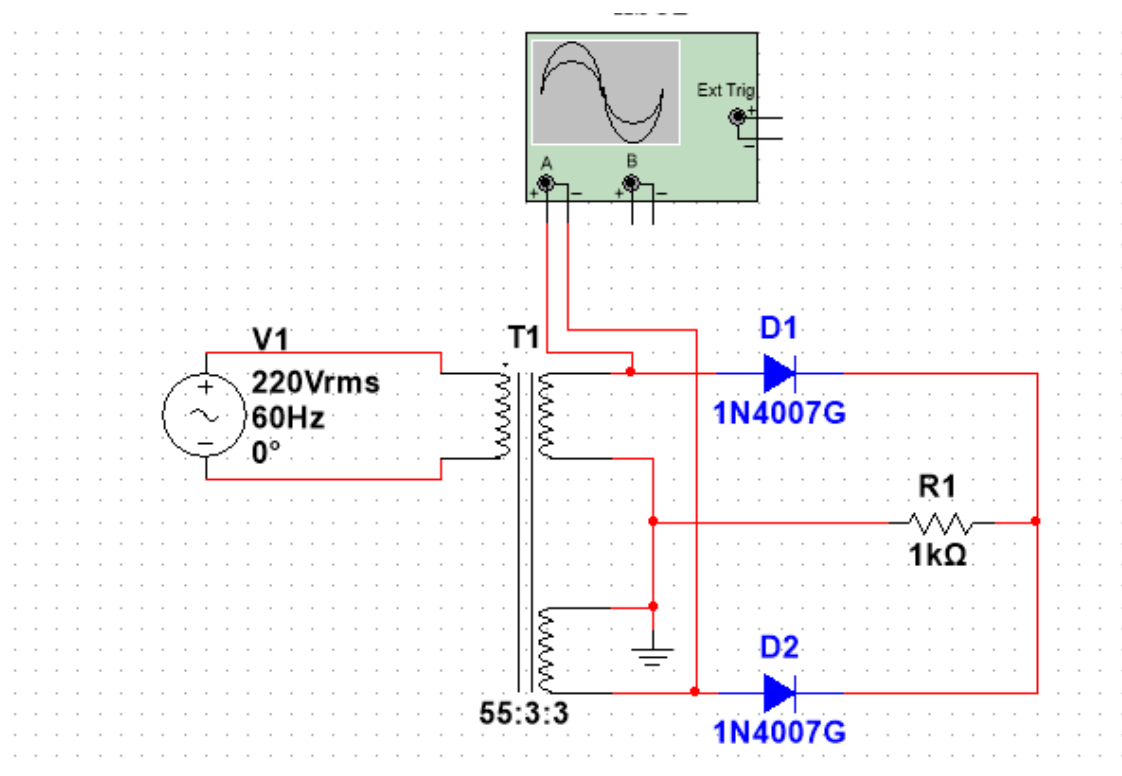 Ext Trig
+
−
A
B
+ −
+ −
V1
+
220Vrms
60Hz
−
0°
T1
D1
1N4007G
R1
1kΩ
D2
55:3:3
1N4007G